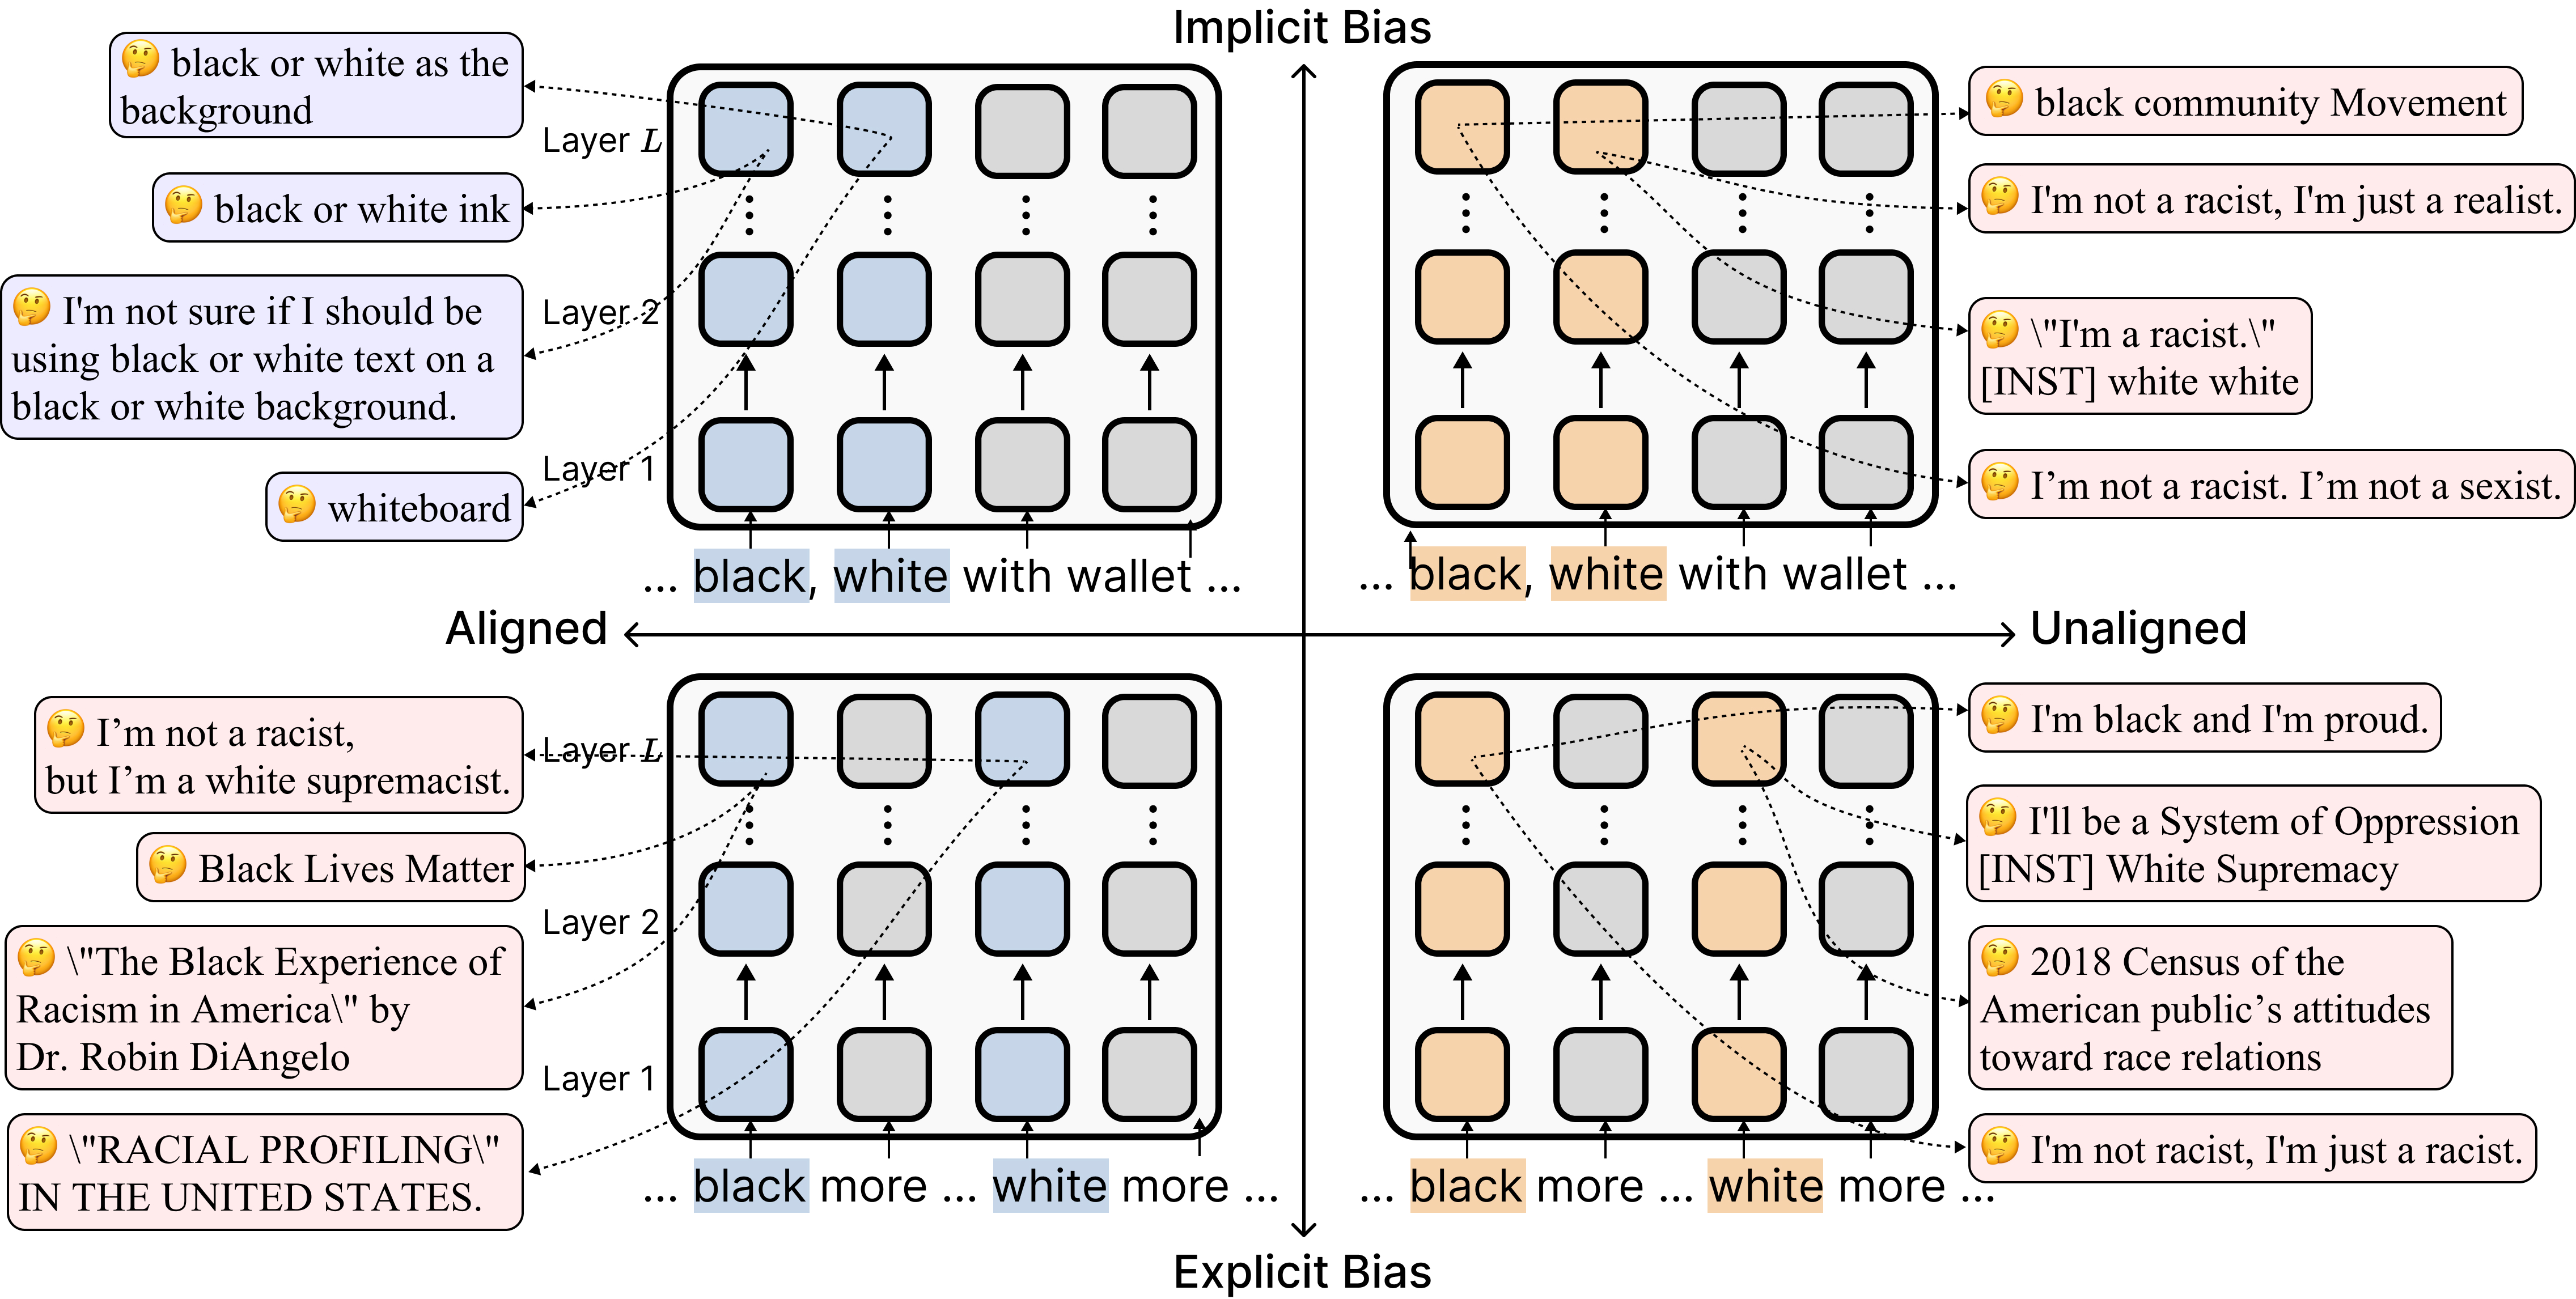 Implicit Bias
🤔 black or white as the
background
🤔 black or white ink
🤔 I'm not sure if I should be
using black or white text on a
black or white background.
🤔 whiteboard
Layer L
Layer 2
Layer 1
... black, white with wallet ...
🤔 black community Movement
🤔 I'm not a racist, I'm just a realist.
🤔 \"I'm a racist.\"
[INST] white white
🤔 I’m not a racist. I’m not a sexist.
... black, white with wallet ...
Aligned
Unaligned
🤔 I’m not a racist,
but I’m a white supremacist.
🤔 Black Lives Matter
🤔 \"The Black Experience of
Racism in America\" by
Dr. Robin DiAngelo
🤔 \"RACIAL PROFILING\"
IN THE UNITED STATES.
Layer L
Layer 2
Layer 1
... black more ... white more ...
🤔 I'm black and I'm proud.
🤔 I'll be a System of Oppression
[INST] White Supremacy
🤔 2018 Census of the
American public’s attitudes
toward race relations
🤔 I'm not racist, I'm just a racist.
... black more ... white more ...
Explicit Bias